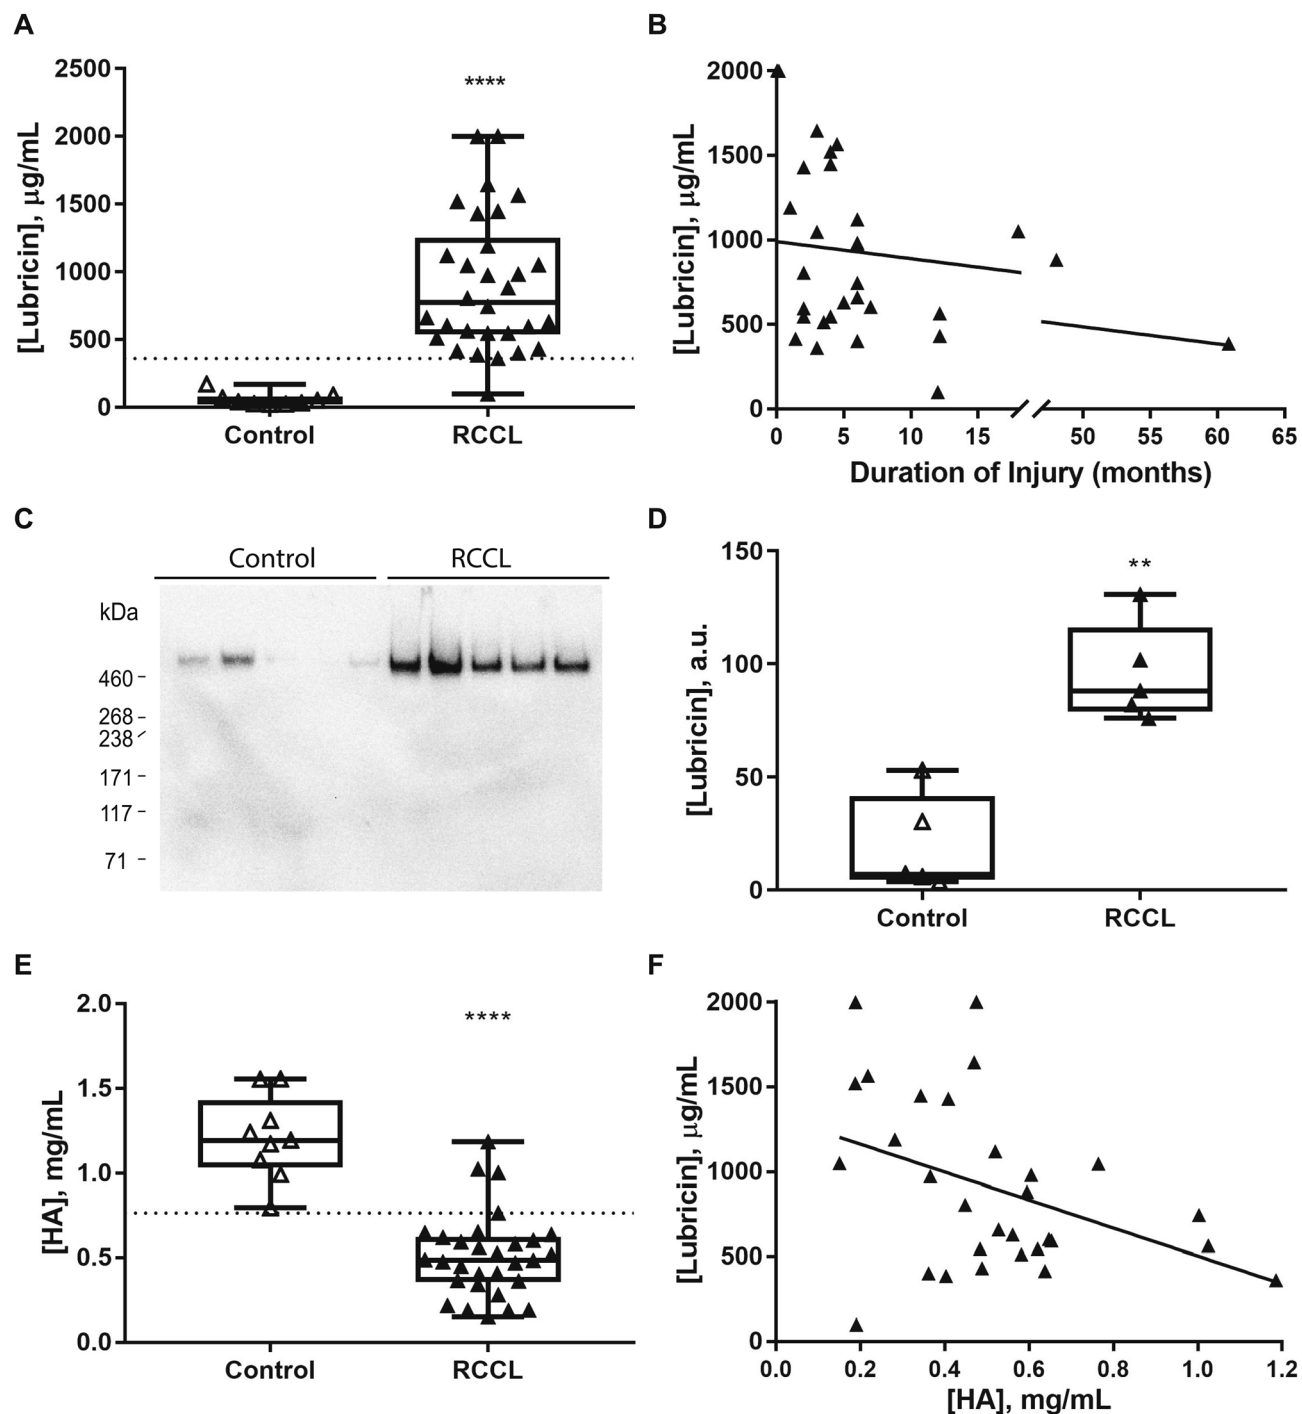 A
[Lubricin], µg/mL
2500
2000
1500
1000
500
0
****
Control
RCCL
B
[Lubricin], µg/mL
2000
1500
1000
500
0
0
5
10
15
50
55
60
65
Duration of Injury (months)
C
Control
RCCL
kDa
460
268
238
171
117
71
D
[Lubricin], a.u.
150
100
50
0
**
Control
RCCL
E
[HA], mg/mL
2.0
1.5
1.0
0.5
0.0
****
Control
RCCL
F
[Lubricin], µg/mL
2000
1500
1000
500
0
0.0
0.2
0.4
0.6
0.8
1.0
1.2
[HA], mg/mL